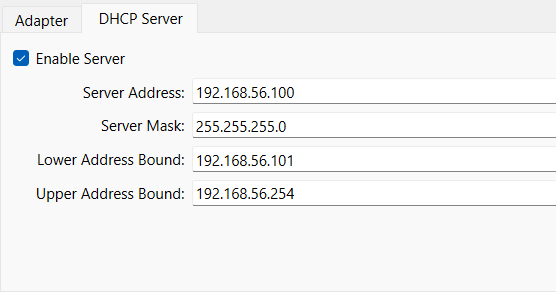 Adapter DHCP Server
Enable Server
Server Address: 192.168.56.100
Server Mask: 255.255.255.0
Lower Address Bound: 192.168.56.101
Upper Address Bound: 192.168.56.254